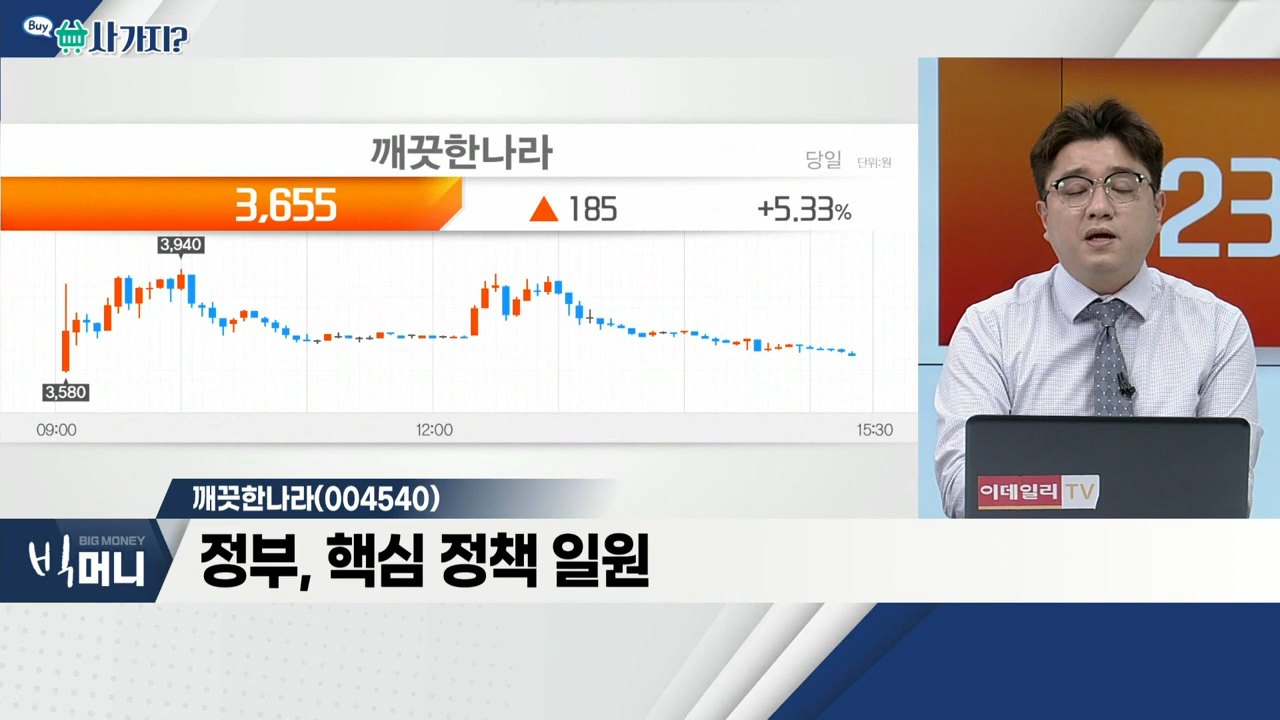 Buy
사가지?
깨끗한나라
당일 단위:원
3,655 ▲ 185 +5.33%
3,940
3,580
09:00 12:00 15:30
23
이데일리 TV
깨끗한나라(004540)
BIG MONEY
빅머니
정부, 핵심 정책 일원